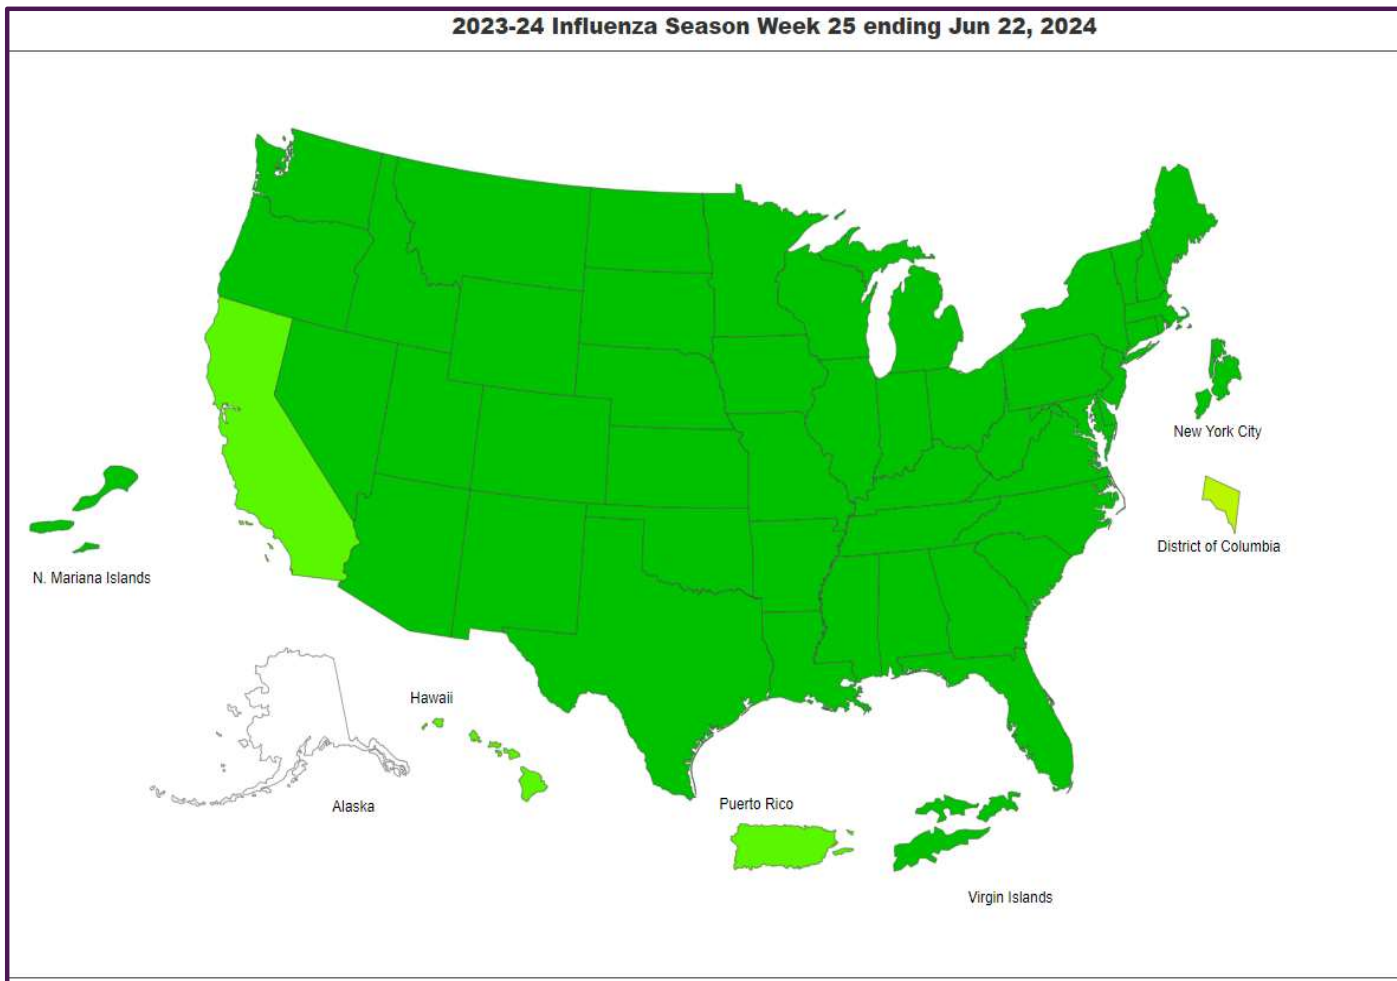 2023-24 Influenza Season Week 25 ending Jun 22, 2024
New York City
District of Columbia
N. Mariana Islands
Hawaii
Alaska
Puerto Rico
Virgin Islands